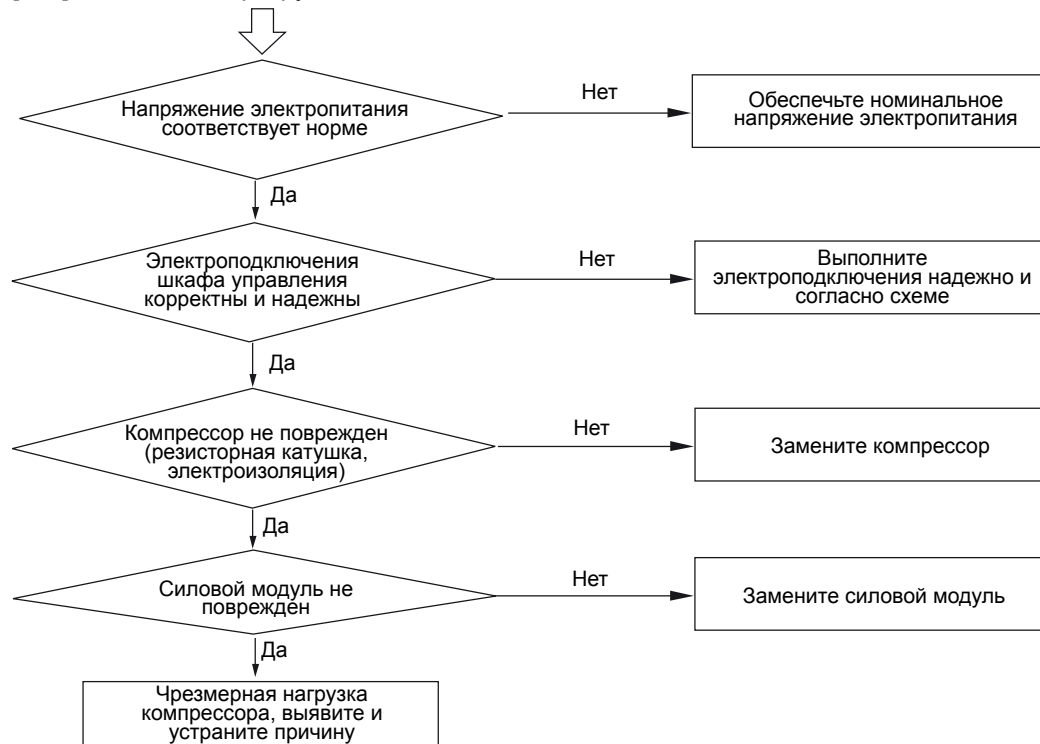 Напряжение электропитания
соответствует норме
Нет
Обеспечьте номинальное
напряжение электропитания
Да
Электроподключения
шкафа управления
корректны и надежны
Нет
Выполните
электроподключения надежно и
согласно схеме
Да
Компрессор не поврежден
(резисторная катушка,
электроизоляция)
Нет
Замените компрессор
Да
Силовой модуль не
поврежден
Нет
Замените силовой модуль
Да
Чрезмерная нагрузка
компрессора, выявите и
устраните причину